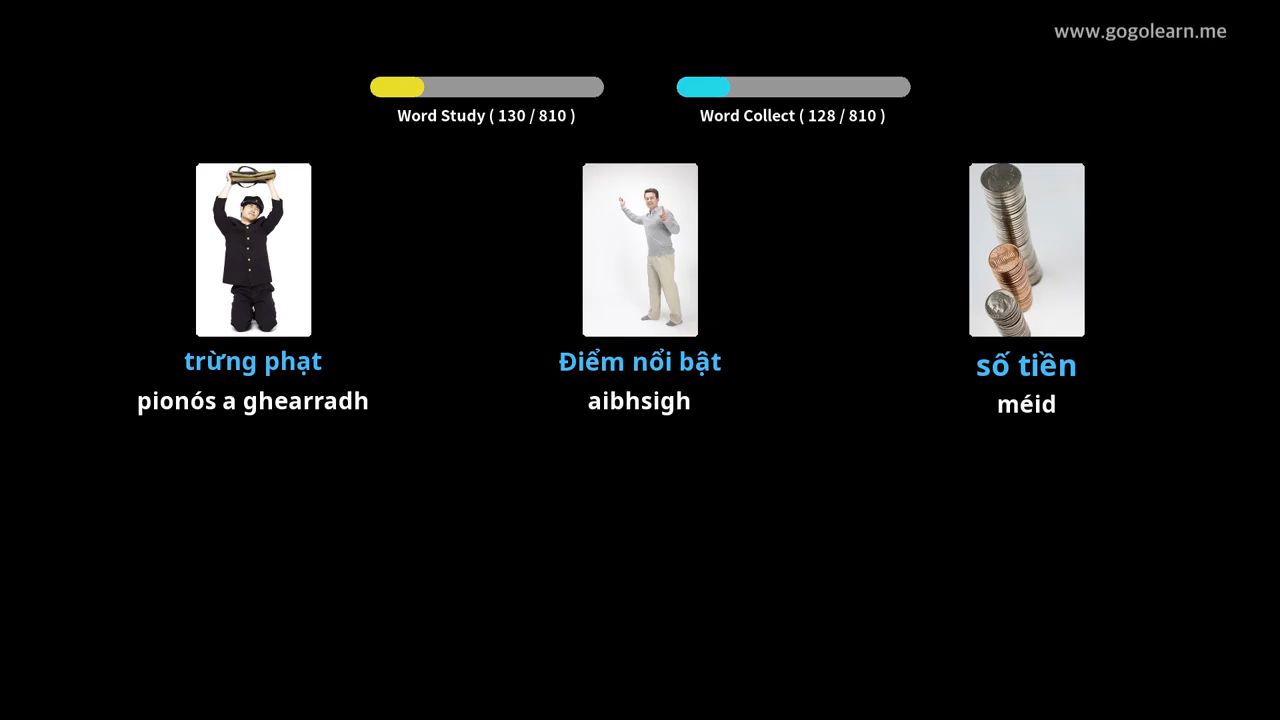 www.gogolearn.me
Word Study ( 130 / 810 )
Word Collect ( 128 / 810 )
trừng phạt
pionós a ghearradh
Điểm nổi bật
aibhsigh
số tiền
méid